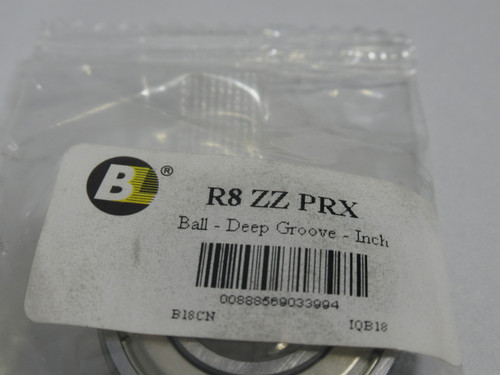 BL®
R8 ZZ PRX
Ball - Deep Groove - Inch
00888569033994
B18CN IQB18